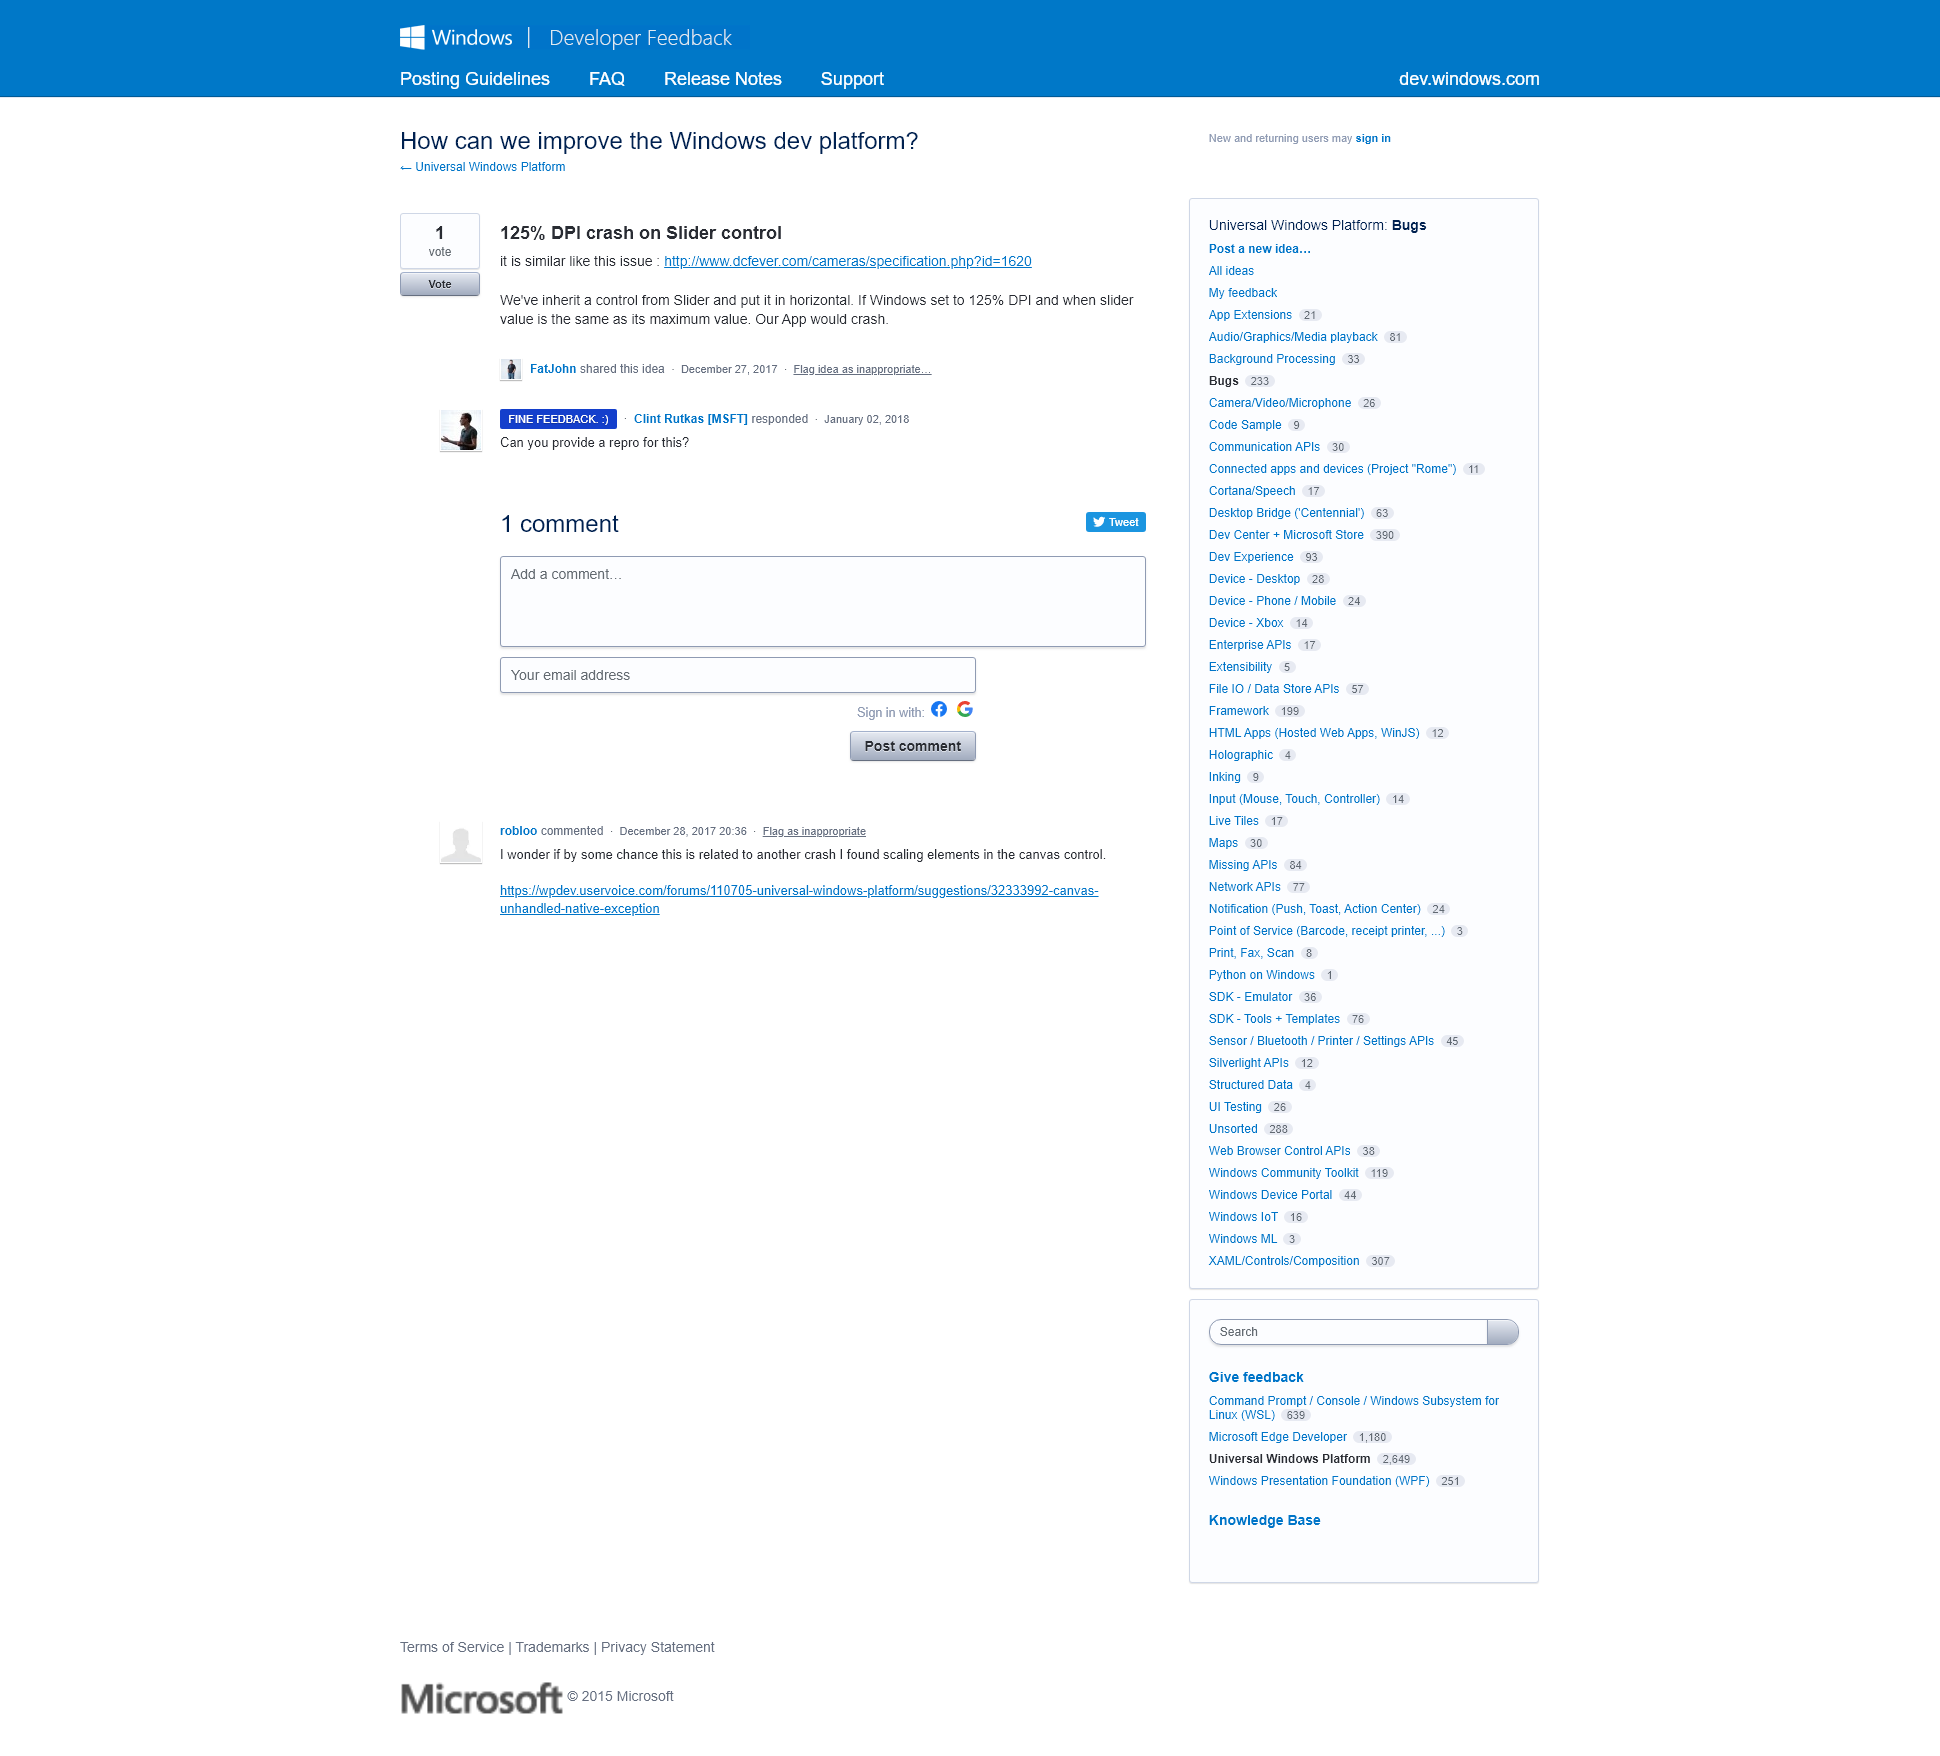 Windows | Developer Feedback
Posting Guidelines FAQ Release Notes Support dev.windows.com
How can we improve the Windows dev platform?
← Universal Windows Platform
New and returning users may sign in
1
vote
Vote
125% DPI crash on Slider control
it is similar like this issue : http://www.dcfever.com/cameras/specification.php?id=1620
We've inherit a control from Slider and put it in horizontal. If Windows set to 125% DPI and when slider
value is the same as its maximum value. Our App would crash.
FatJohn shared this idea · December 27, 2017 · Flag idea as inappropriate…
FINE FEEDBACK. :) · Clint Rutkas [MSFT] responded · January 02, 2018
Can you provide a repro for this?
1 comment
Tweet
Add a comment…
Your email address
Sign in with:
Post comment
robloo commented · December 28, 2017 20:36 · Flag as inappropriate
I wonder if by some chance this is related to another crash I found scaling elements in the canvas control.
https://wpdev.uservoice.com/forums/110705-universal-windows-platform/suggestions/32333992-canvas-
unhandled-native-exception
Universal Windows Platform: Bugs
Post a new idea…
All ideas
My feedback
App Extensions 21
Audio/Graphics/Media playback 81
Background Processing 33
Bugs 233
Camera/Video/Microphone 26
Code Sample 9
Communication APIs 30
Connected apps and devices (Project "Rome") 11
Cortana/Speech 17
Desktop Bridge ('Centennial') 63
Dev Center + Microsoft Store 390
Dev Experience 93
Device - Desktop 28
Device - Phone / Mobile 24
Device - Xbox 14
Enterprise APIs 17
Extensibility 5
File IO / Data Store APIs 57
Framework 199
HTML Apps (Hosted Web Apps, WinJS) 12
Holographic 4
Inking 9
Input (Mouse, Touch, Controller) 14
Live Tiles 17
Maps 30
Missing APIs 84
Network APIs 77
Notification (Push, Toast, Action Center) 24
Point of Service (Barcode, receipt printer, ...) 3
Print, Fax, Scan 8
Python on Windows 1
SDK - Emulator 36
SDK - Tools + Templates 76
Sensor / Bluetooth / Printer / Settings APIs 45
Silverlight APIs 12
Structured Data 4
UI Testing 26
Unsorted 288
Web Browser Control APIs 38
Windows Community Toolkit 119
Windows Device Portal 44
Windows IoT 16
Windows ML 3
XAML/Controls/Composition 307
Search
Give feedback
Command Prompt / Console / Windows Subsystem for
Linux (WSL) 639
Microsoft Edge Developer 1,180
Universal Windows Platform 2,649
Windows Presentation Foundation (WPF) 251
Knowledge Base
Terms of Service | Trademarks | Privacy Statement
Microsoft © 2015 Microsoft